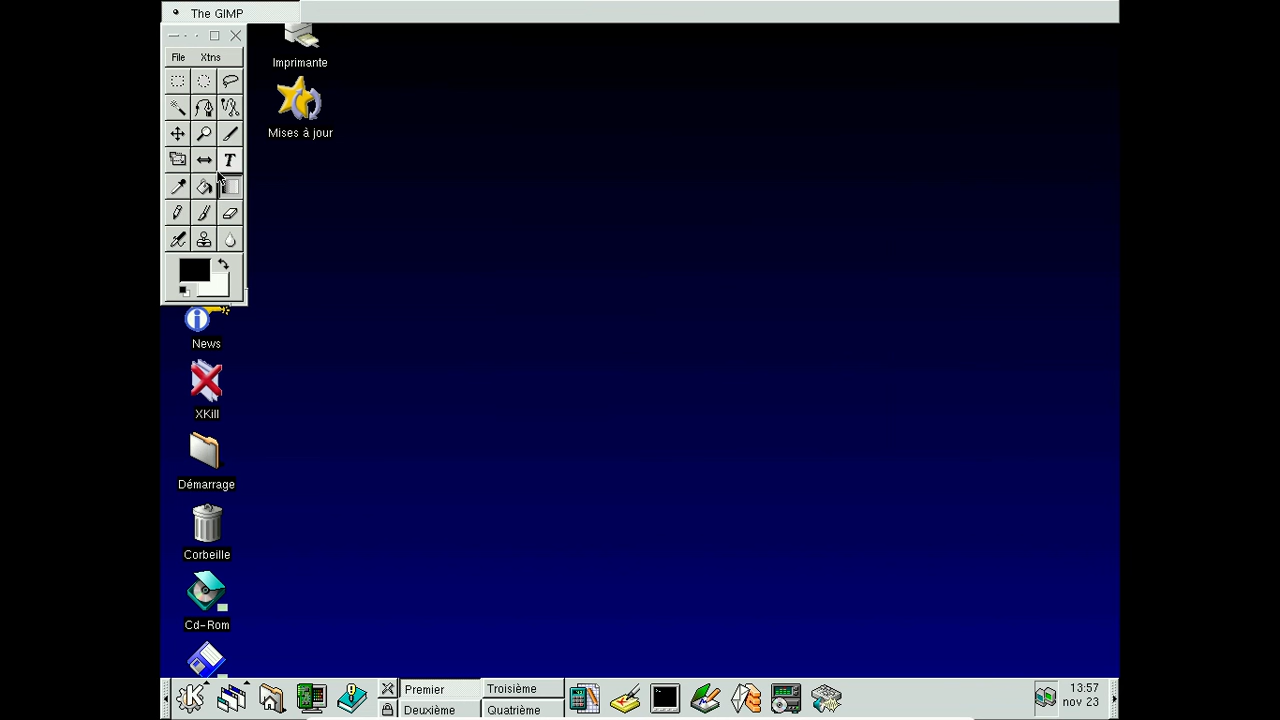 The GIMP
File Xtns
Imprimante
Mises à jour
T
News
XKill
Démarrage
Corbeille
Cd-Rom
Premier Troisième
Deuxième Quatrième
13:57
nov 23